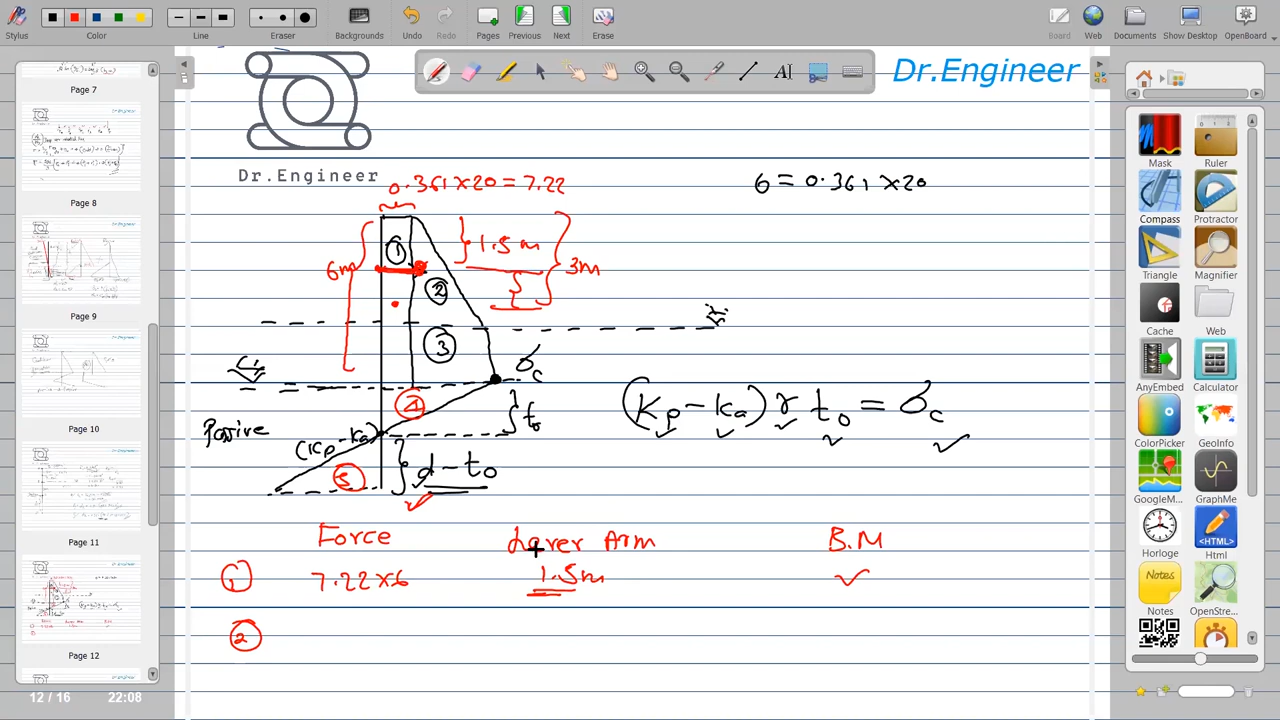 Stylus
Color
Line
Eraser
Backgrounds
Undo
Redo
Pages
Previous
Next
Erase
Board
Web
Documents
Show Desktop
OpenBoard
Dr.Engineer
Dr.Engineer
Page 7
Page 8
Page 9
Page 10
Page 11
Page 12
12 / 16
22:08
0.361×20=7.22
6 = 0.361×20
①
②
③
④
⑤
6m
1.5 m
3m
σc
t₀
d-t₀
Passive
(Kp-Ka)
(Kp - Ka) γ t₀ = σc
Force
Laver Arm
B.M
① 7.22×6 1.5m ✓
②
Mask
Ruler
Compass
Protractor
Triangle
Magnifier
Cache
Window
AnyEmbed
Calculator
ColorPicker
GeoInfo
GoogleM...
GraphMe
Horloge
Html
Notes
Notes
OpenStre...